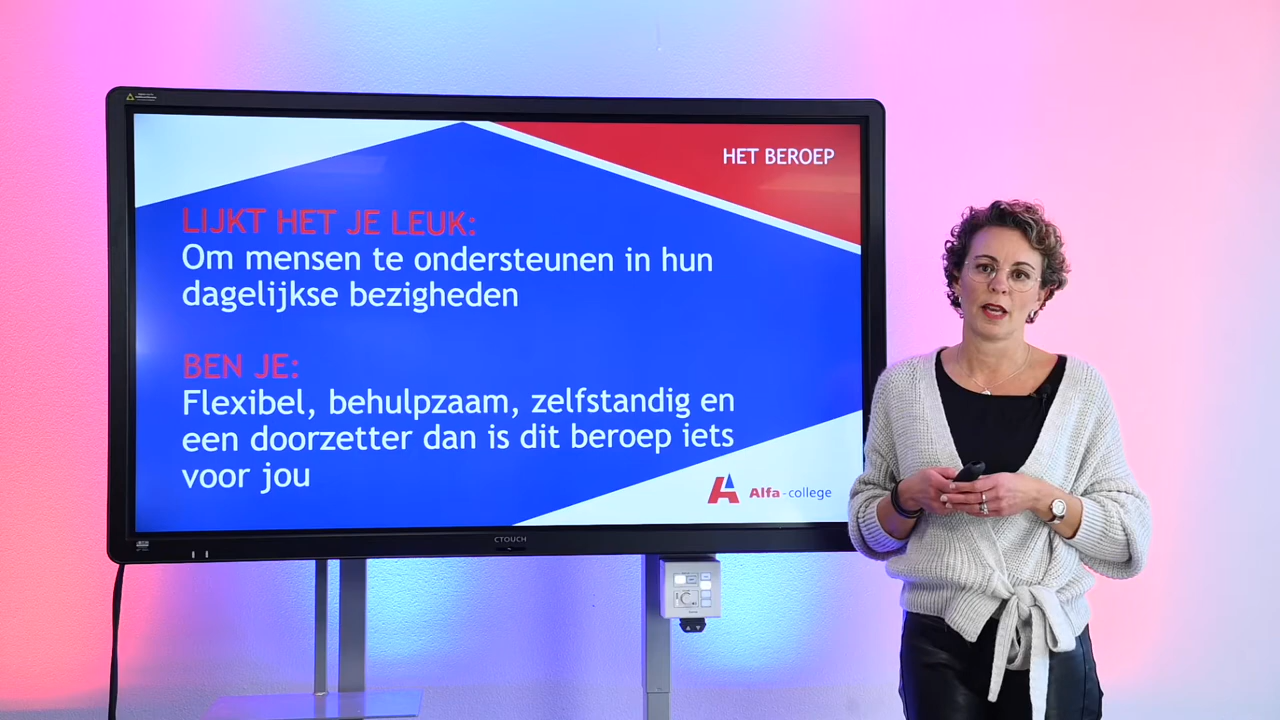 HET BEROEP
LIJKT HET JE LEUK:
Om mensen te ondersteunen in hun
dagelijkse bezigheden
BEN JE:
Flexibel, behulpzaam, zelfstandig en
een doorzetter dan is dit beroep iets
voor jou
Alfa-college
CTOUCH